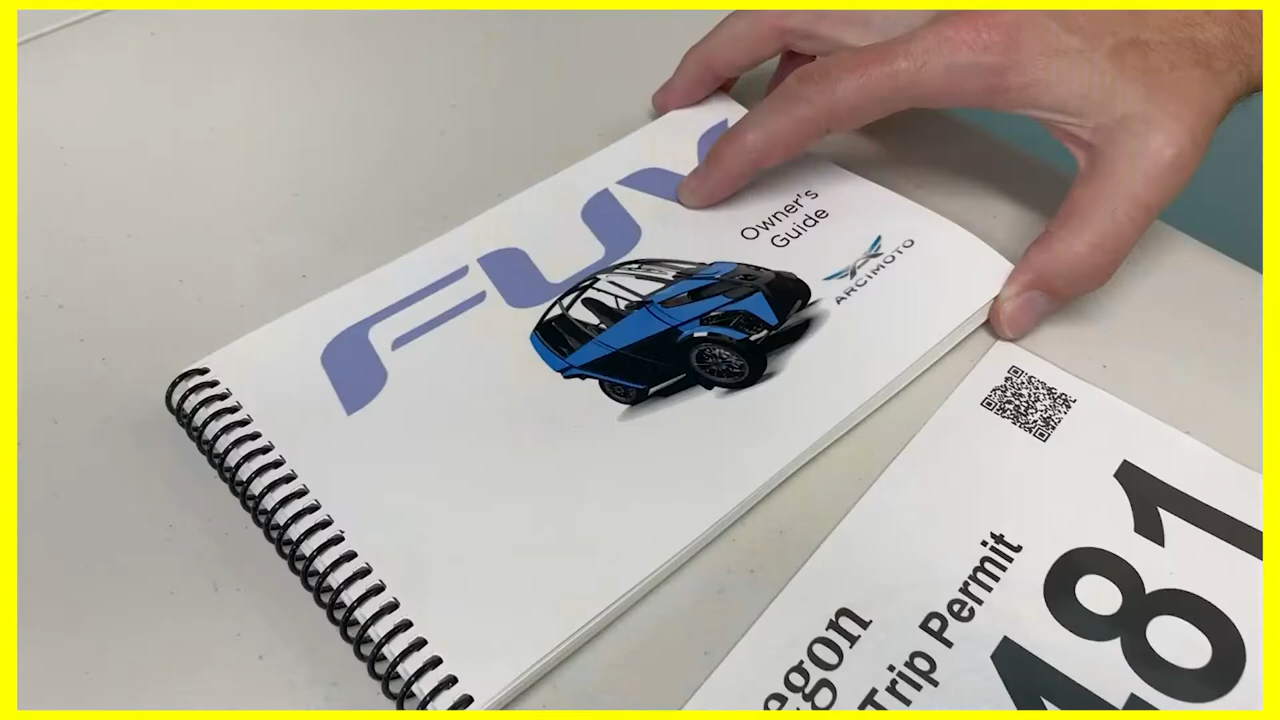 FUV
Owner's
Guide
ARCIMOTO
egon
Trip Permit
481